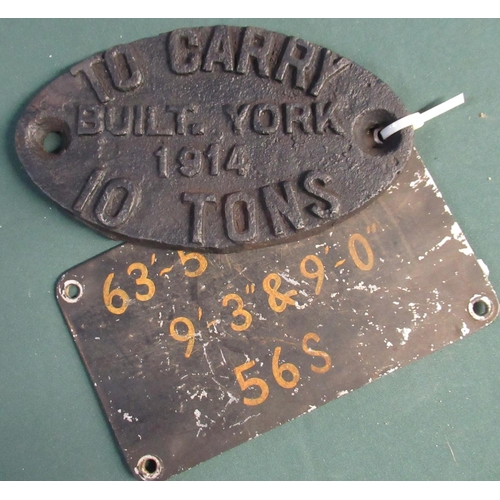 TO CARRY
BUILT. YORK
1914
10 TONS
63'-5
9'-3" & 9'-0"
56S